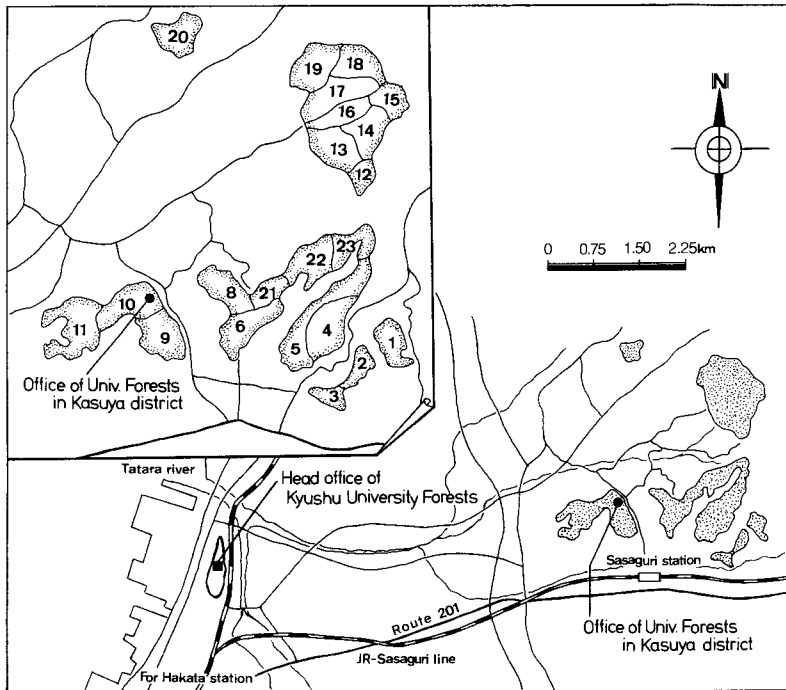 20
19
18
17
15
16
14
13
12
N
0 0.75 1.50 2.25km
23
22
8
21
10
11
9
6
4
5
1
2
3
Office of Univ. Forests
in Kasuya district
Tatara river
Head office of
Kyushu University Forests
Sasaguri station
Route 201
Office of Univ. Forests
in Kasuya district
JR-Sasaguri line
For Hakata station